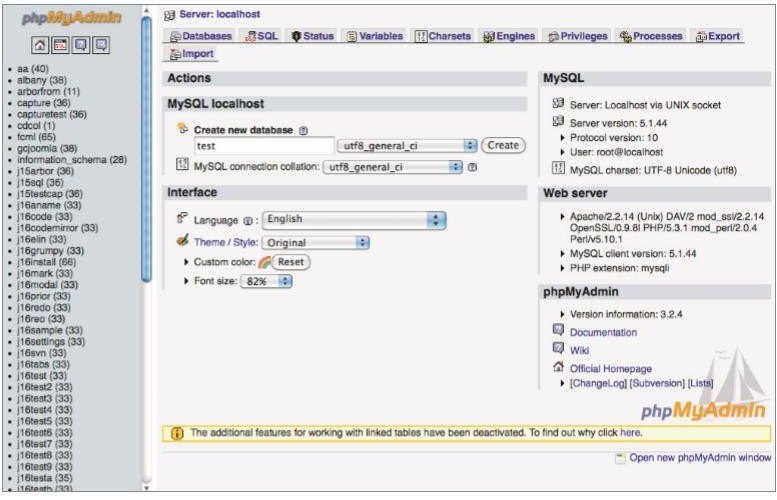 phpMyAdmin
aa (40)
albany (38)
arborfrom (11)
capture (36)
capturetest (36)
cdcol (1)
fcml (65)
gcjoomla (38)
information_schema (28)
j15arbor (36)
j15sql (36)
j15testcap (36)
j16aname (33)
j16code (33)
j16codemirror (33)
j16elin (33)
j16grumpy (33)
j16install (66)
j16mark (33)
j16modal (33)
j16prior (33)
j16redo (33)
j16reo (33)
j16sample (33)
j16settings (33)
j16svn (33)
j16tabs (33)
j16test (33)
j16test2 (33)
j16test3 (33)
j16test4 (33)
j16test5 (33)
j16test6 (33)
j16test7 (33)
j16test8 (33)
j16test9 (33)
j16testa (35)
j16testb (33)
Server: localhost
Databases SQL Status Variables Charsets Engines Privileges Processes Export
Import
Actions
MySQL localhost
Create new database
test utf8_general_ci Create
MySQL connection collation: utf8_general_ci
Interface
Language : English
Theme / Style: Original
Custom color: Reset
Font size: 82%
MySQL
Server: Localhost via UNIX socket
Server version: 5.1.44
Protocol version: 10
User: root@localhost
MySQL charset: UTF-8 Unicode (utf8)
Web server
Apache/2.2.14 (Unix) DAV/2 mod_ssl/2.2.14
OpenSSL/0.9.8l PHP/5.3.1 mod_perl/2.0.4
Perl/v5.10.1
MySQL client version: 5.1.44
PHP extension: mysqli
phpMyAdmin
Version information: 3.2.4
Documentation
Wiki
Official Homepage
[ChangeLog] [Subversion] [Lists]
phpMyAdmin
The additional features for working with linked tables have been deactivated. To find out why click here.
Open new phpMyAdmin window